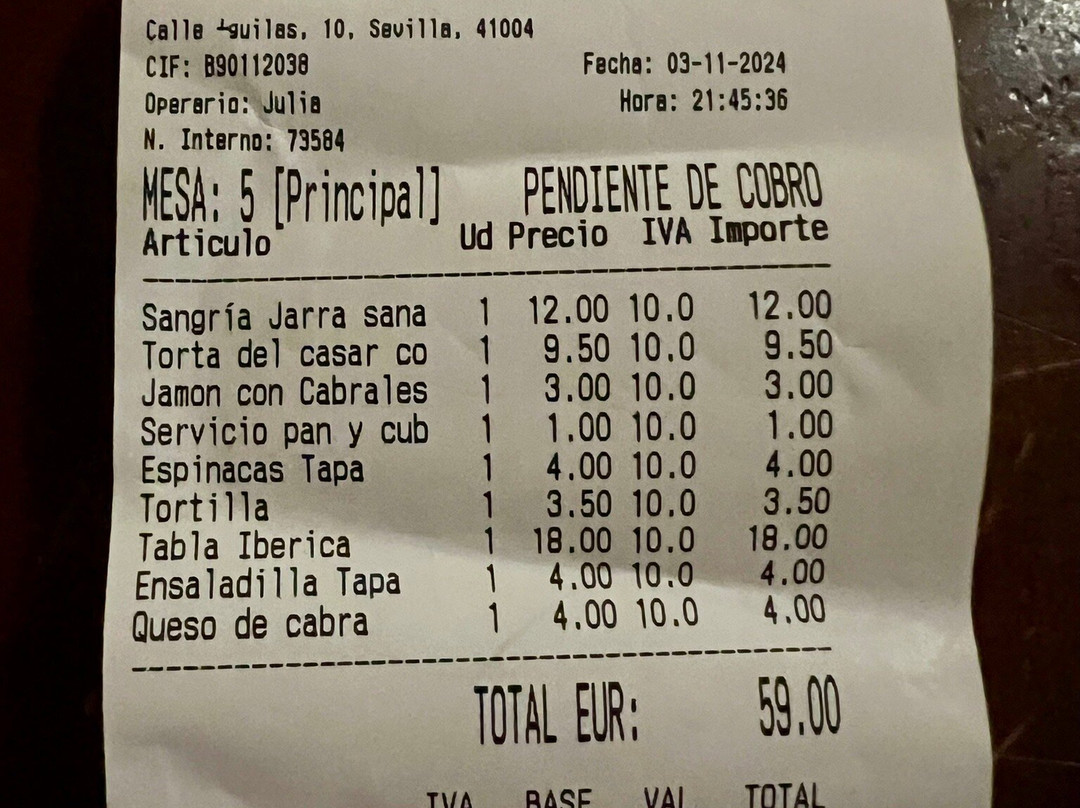 Calle Aguilas, 10, Sevilla, 41004
CIF: B90112038 Fecha: 03-11-2024
Operario: Julia Hora: 21:45:36
N. Interno: 73584
MESA: 5 [Principal] PENDIENTE DE COBRO
Articulo Ud Precio IVA Importe
Sangría Jarra sana 1 12.00 10.0 12.00
Torta del casar co 1 9.50 10.0 9.50
Jamon con Cabrales 1 3.00 10.0 3.00
Servicio pan y cub 1 1.00 10.0 1.00
Espinacas Tapa 1 4.00 10.0 4.00
Tortilla 1 3.50 10.0 3.50
Tabla Iberica 1 18.00 10.0 18.00
Ensaladilla Tapa 1 4.00 10.0 4.00
Queso de cabra 1 4.00 10.0 4.00
TOTAL EUR: 59.00
IVA BASE VAL TOTAL